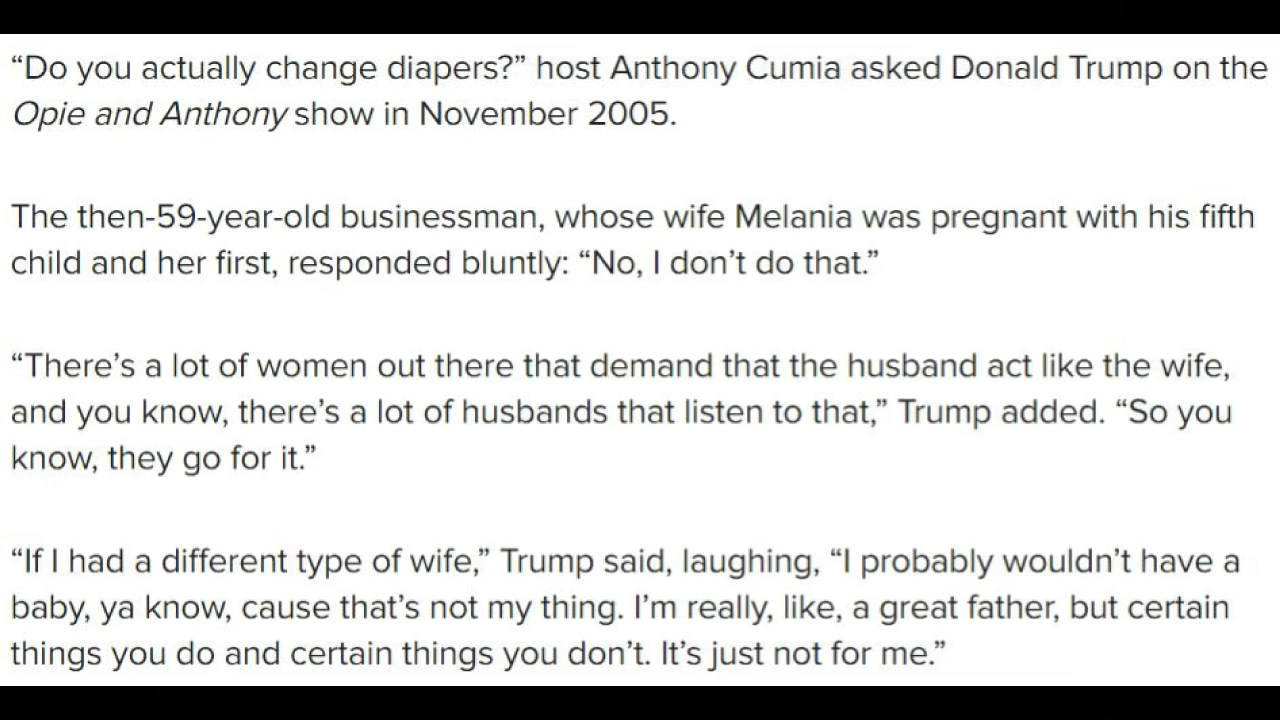 “Do you actually change diapers?” host Anthony Cumia asked Donald Trump on the
Opie and Anthony show in November 2005.
The then-59-year-old businessman, whose wife Melania was pregnant with his fifth
child and her first, responded bluntly: “No, I don’t do that.”
“There’s a lot of women out there that demand that the husband act like the wife,
and you know, there’s a lot of husbands that listen to that,” Trump added. “So you
know, they go for it.”
“If I had a different type of wife,” Trump said, laughing, “I probably wouldn’t have a
baby, ya know, cause that’s not my thing. I’m really, like, a great father, but certain
things you do and certain things you don’t. It’s just not for me.”